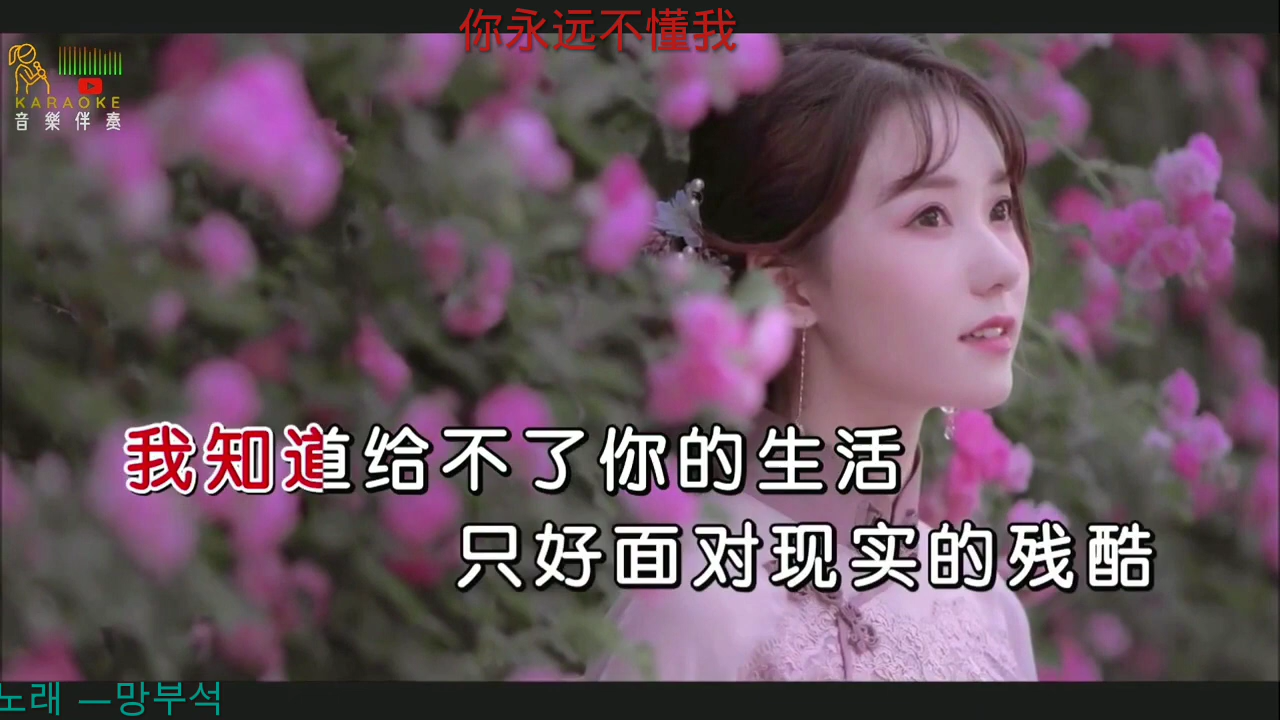 你永远不懂我
KARAOKE
音樂伴奏
我知道给不了你的生活
只好面对现实的残酷
노래 —망부석